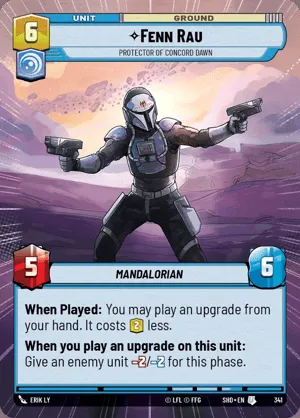 UNIT GROUND
6
✧FENN RAU
PROTECTOR OF CONCORD DAWN
5
6
MANDALORIAN
When Played: You may play an upgrade from
your hand. It costs 2 less.
When you play an upgrade on this unit:
Give an enemy unit -2/-2 for this phase.
ERIK LY
© LFL © FFG
SHD • EN
341